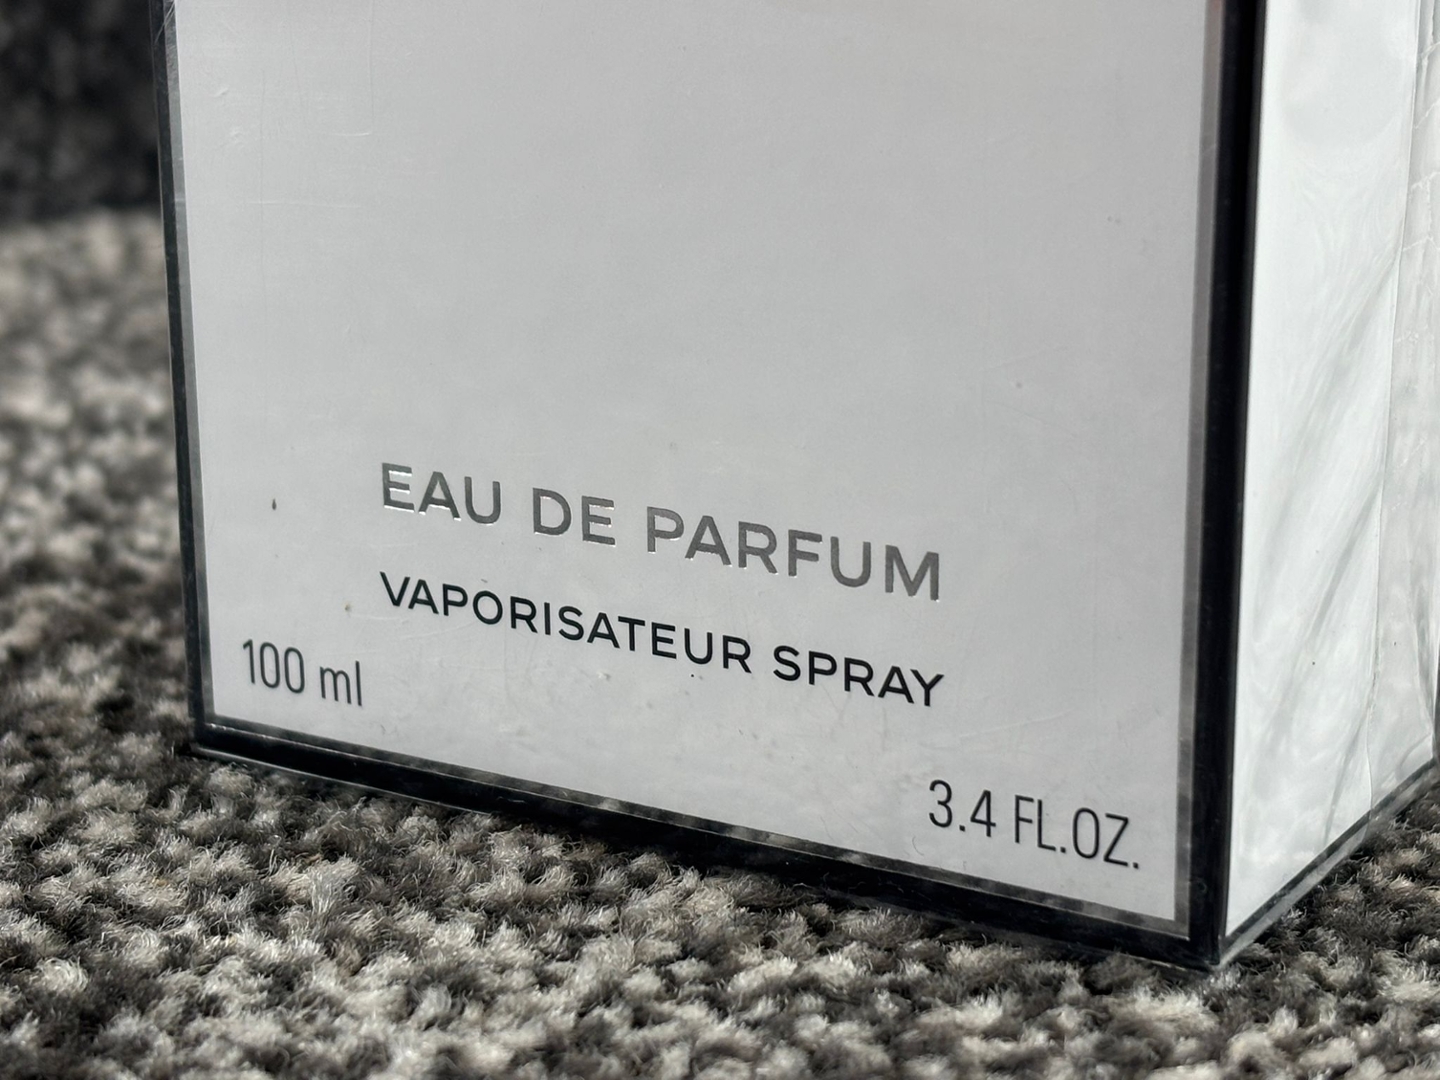 EAU DE PARFUM
VAPORISATEUR SPRAY
100 ml
3.4 FL.OZ.